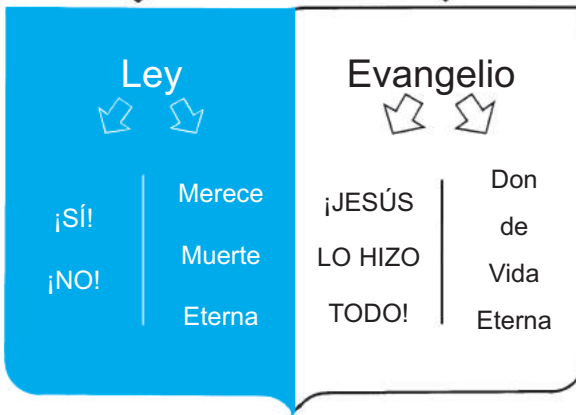 Ley
¡SÍ!
¡NO!
Merece
Muerte
Eterna
Evangelio
¡JESÚS
LO HIZO
TODO!
Don
de
Vida
Eterna